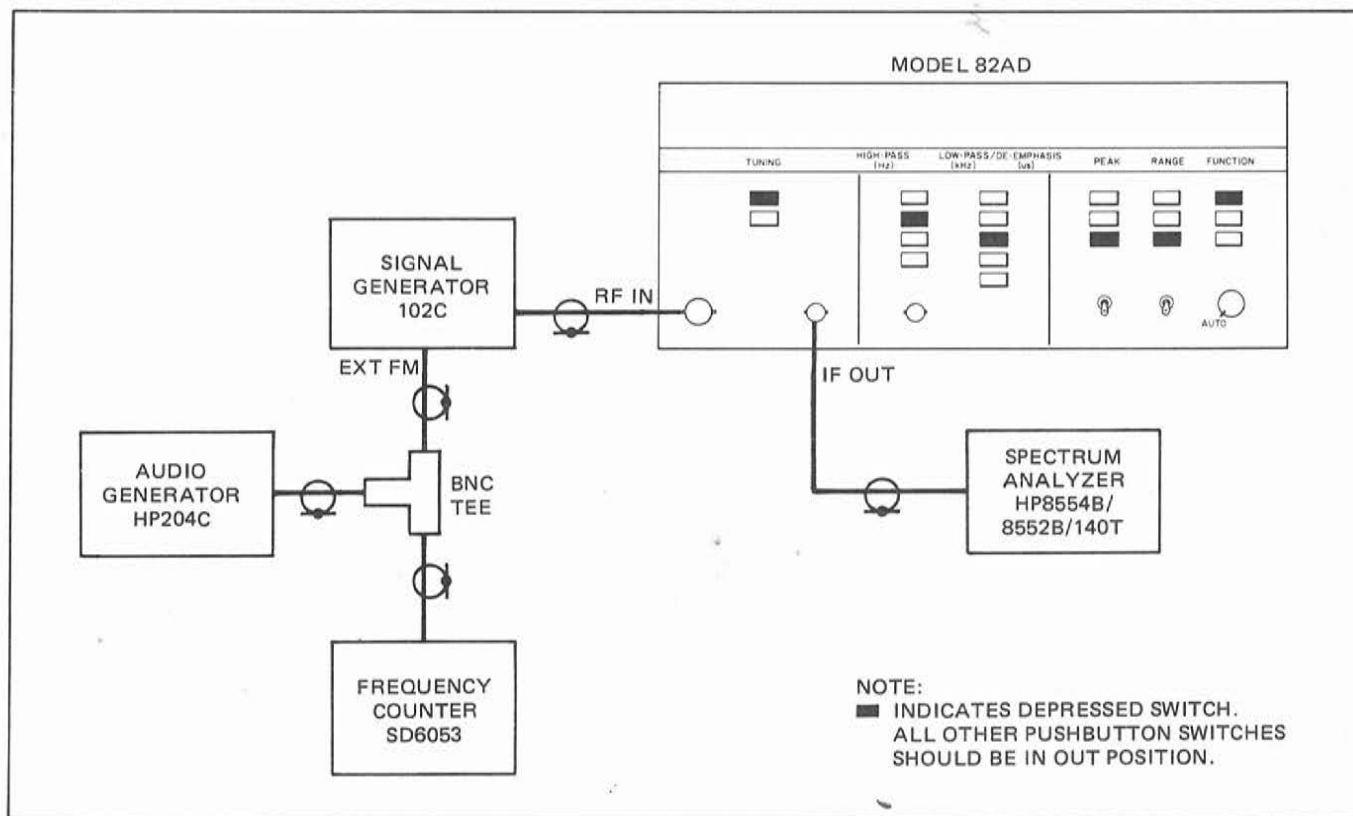 MODEL 82AD
TUNING
HIGH-PASS
(Hz)
LOW-PASS/DE-EMPHASIS
(kHz) (us)
PEAK
RANGE
FUNCTION
AUTO
SIGNAL
GENERATOR
102C
RF IN
EXT FM
IF OUT
AUDIO
GENERATOR
HP204C
BNC
TEE
SPECTRUM
ANALYZER
HP8554B/
8552B/140T
FREQUENCY
COUNTER
SD6053
NOTE:
INDICATES DEPRESSED SWITCH.
ALL OTHER PUSHBUTTON SWITCHES
SHOULD BE IN OUT POSITION.